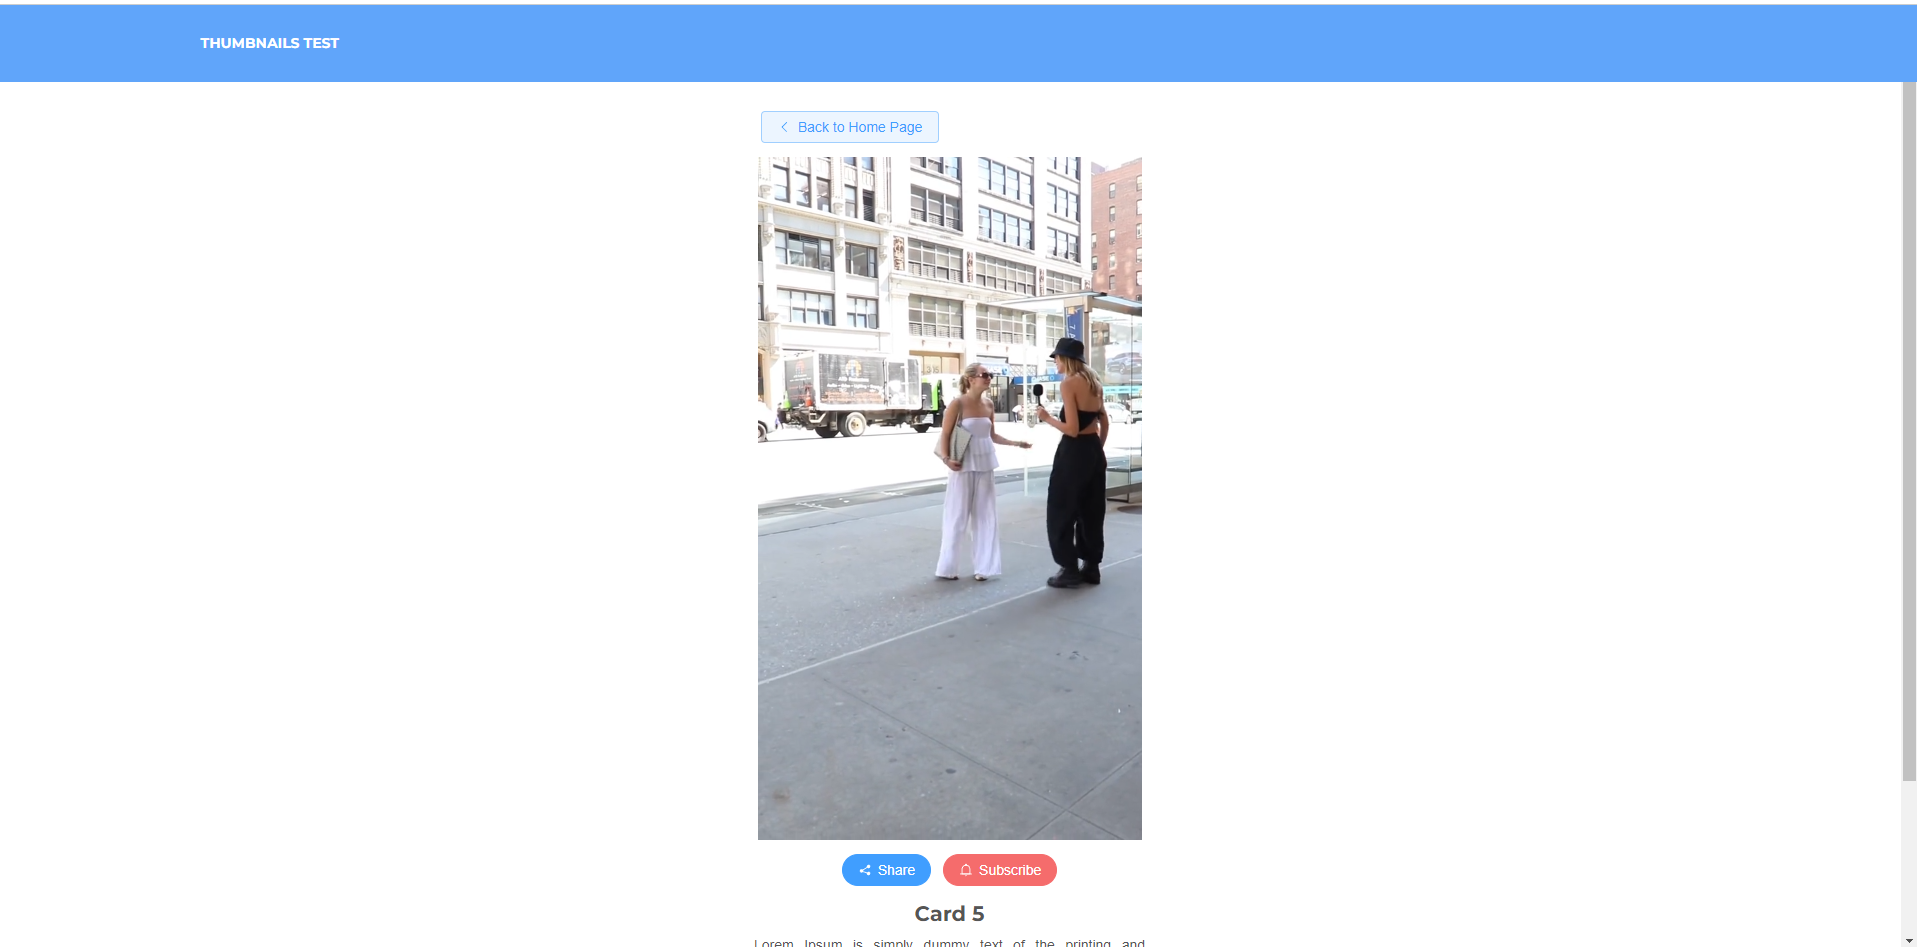 THUMBNAILS TEST
Back to Home Page
Share
Subscribe
Card 5
Lorem Ipsum is simply dummy text of the printing and